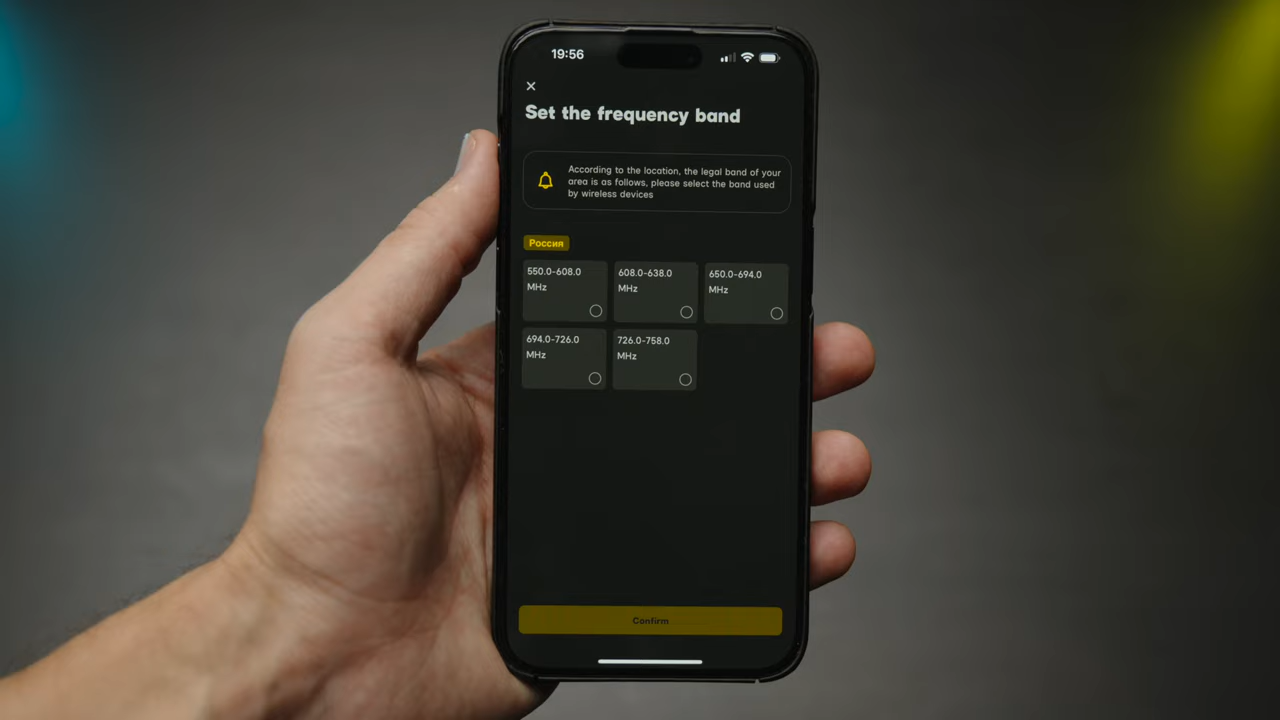 19:56
×
Set the frequency band
According to the location, the legal band of your
area is as follows, please select the band used
by wireless devices
Россия
550.0-608.0
MHz
608.0-638.0
MHz
650.0-694.0
MHz
694.0-726.0
MHz
726.0-758.0
MHz
Confirm